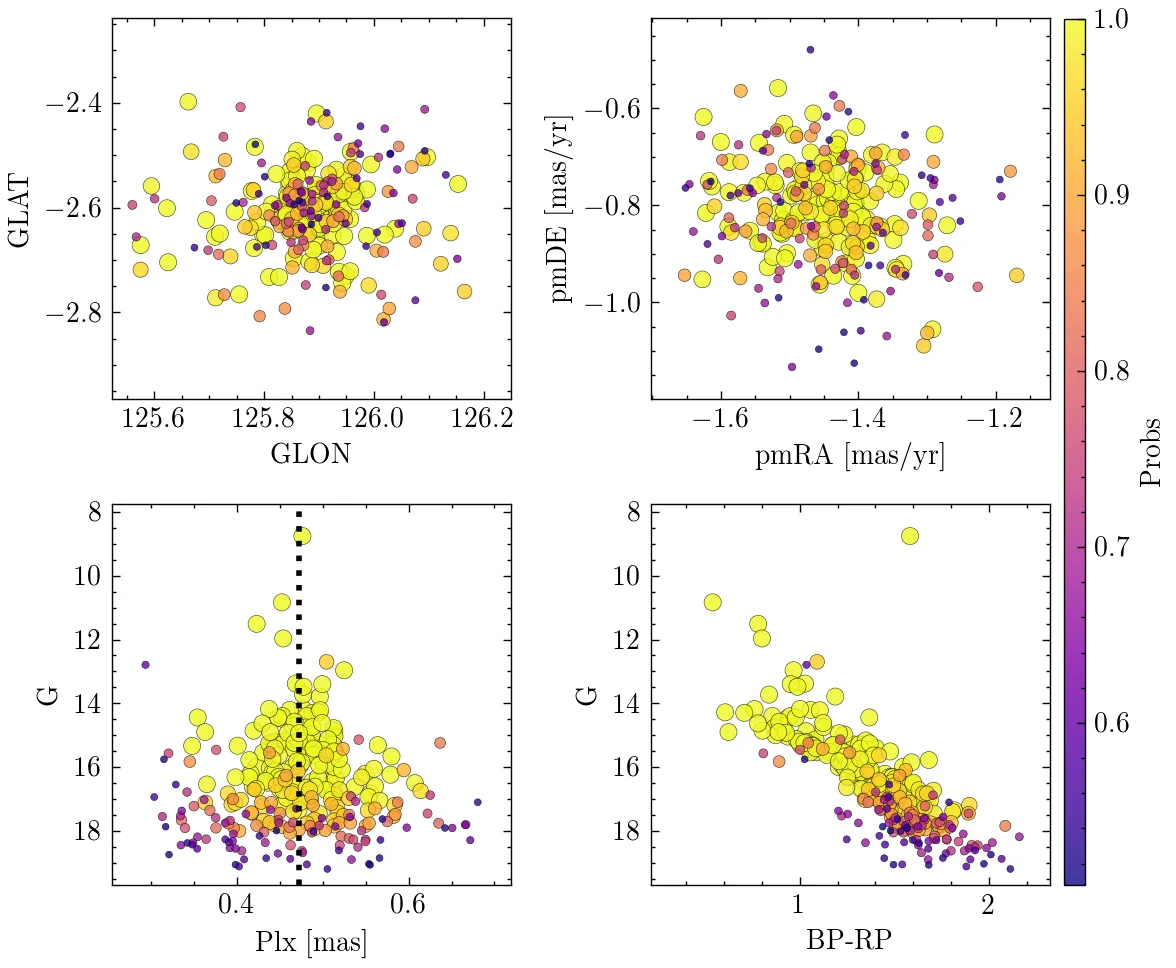 −2.4
−2.6
−2.8
GLAT
125.6 125.8 126.0 126.2
GLON
−0.6
−0.8
−1.0
pmDE [mas/yr]
−1.6 −1.4 −1.2
pmRA [mas/yr]
1.0
0.9
0.8
0.7
0.6
Probs
8
10
12
14
16
18
G
0.4 0.6
Plx [mas]
8
10
12
14
16
18
G
1 2
BP-RP